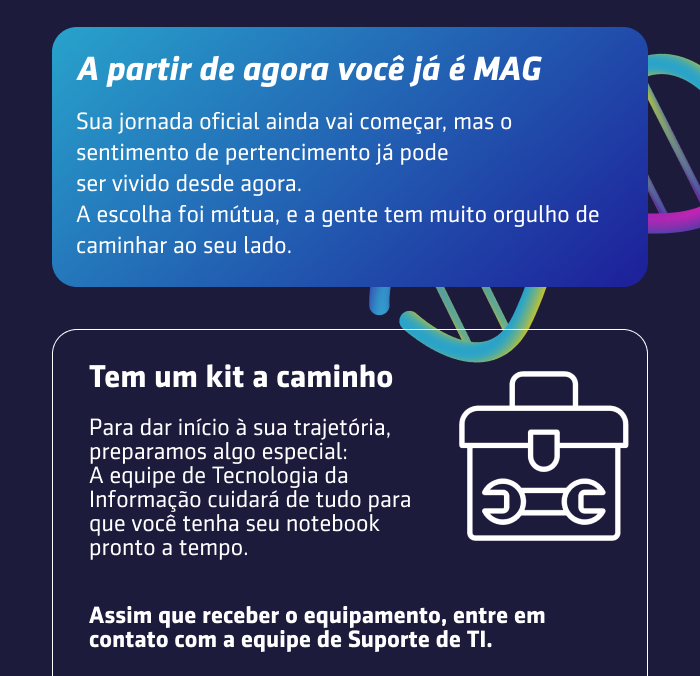 A partir de agora você já é MAG
Sua jornada oficial ainda vai começar, mas o
sentimento de pertencimento já pode
ser vivido desde agora.
A escolha foi mútua, e a gente tem muito orgulho de
caminhar ao seu lado.
Tem um kit a caminho
Para dar início à sua trajetória,
preparamos algo especial:
A equipe de Tecnologia da
Informação cuidará de tudo para
que você tenha seu notebook
pronto a tempo.
Assim que receber o equipamento, entre em
contato com a equipe de Suporte de TI.